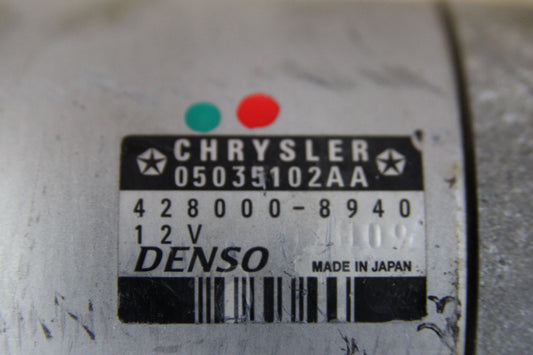 CHRYSLER
05035102AA
428000-8940
12V
DENSO MADE IN JAPAN